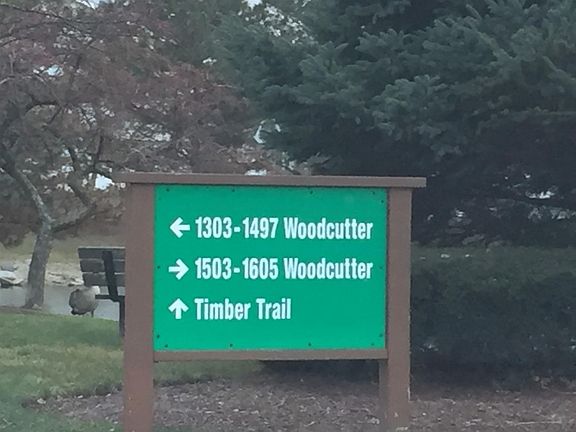 ← 1303-1497 Woodcutter
→ 1503-1605 Woodcutter
↑ Timber Trail